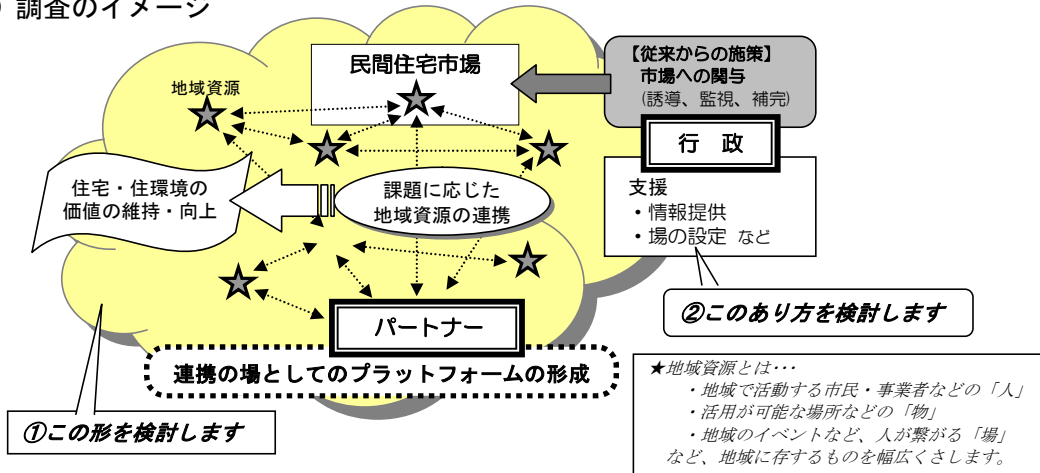 調査のイメージ
民間住宅市場
【従来からの施策】
市場への関与
(誘導、監視、補完)
地域資源
行 政
支援
・情報提供
・場の設定 など
住宅・住環境の
価値の維持・向上
課題に応じた
地域資源の連携
②このあり方を検討します
パートナー
連携の場としてのプラットフォームの形成
①この形を検討します
★地域資源とは・・・
・地域で活動する市民・事業者などの「人」
・活用が可能な場所などの「物」
・地域のイベントなど、人が繋がる「場」
など、地域に存するものを幅広くさします。